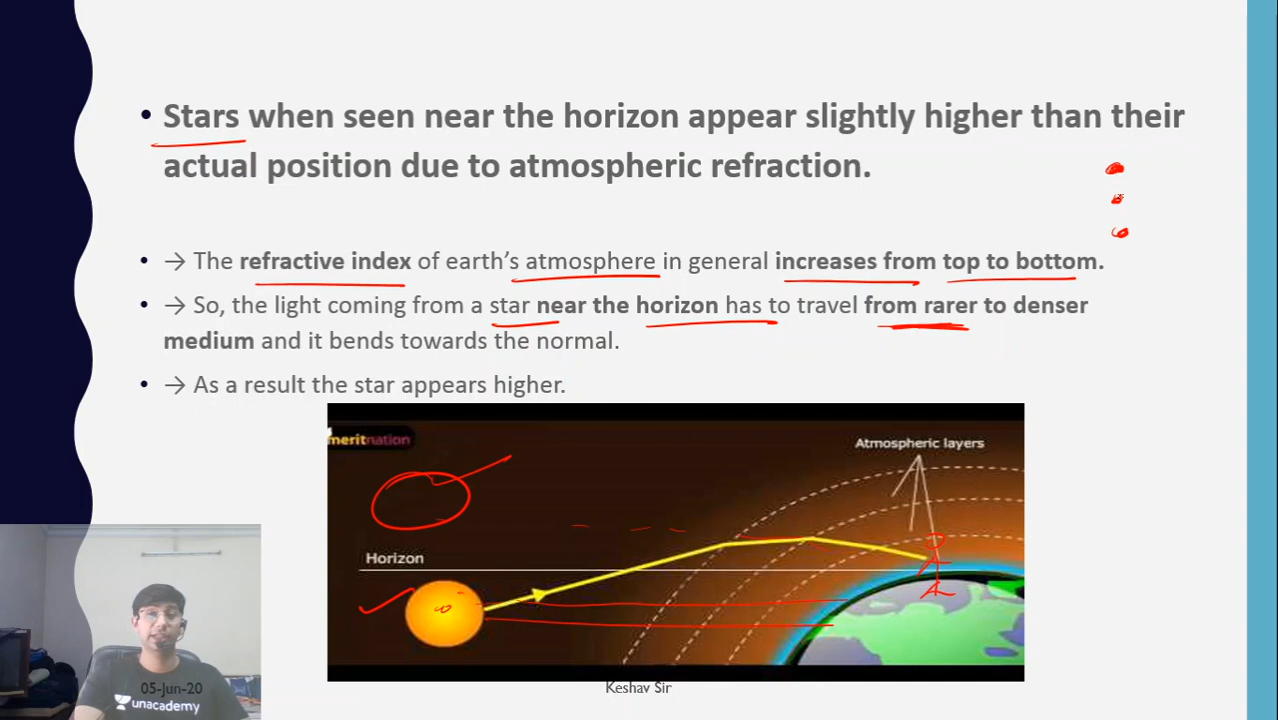 • Stars when seen near the horizon appear slightly higher than their
actual position due to atmospheric refraction.
• → The refractive index of earth's atmosphere in general increases from top to bottom.
• → So, the light coming from a star near the horizon has to travel from rarer to denser
medium and it bends towards the normal.
• → As a result the star appears higher.
meritnation
Atmospheric layers
Horizon
05-Jun-20
unacademy
Keshav Sir